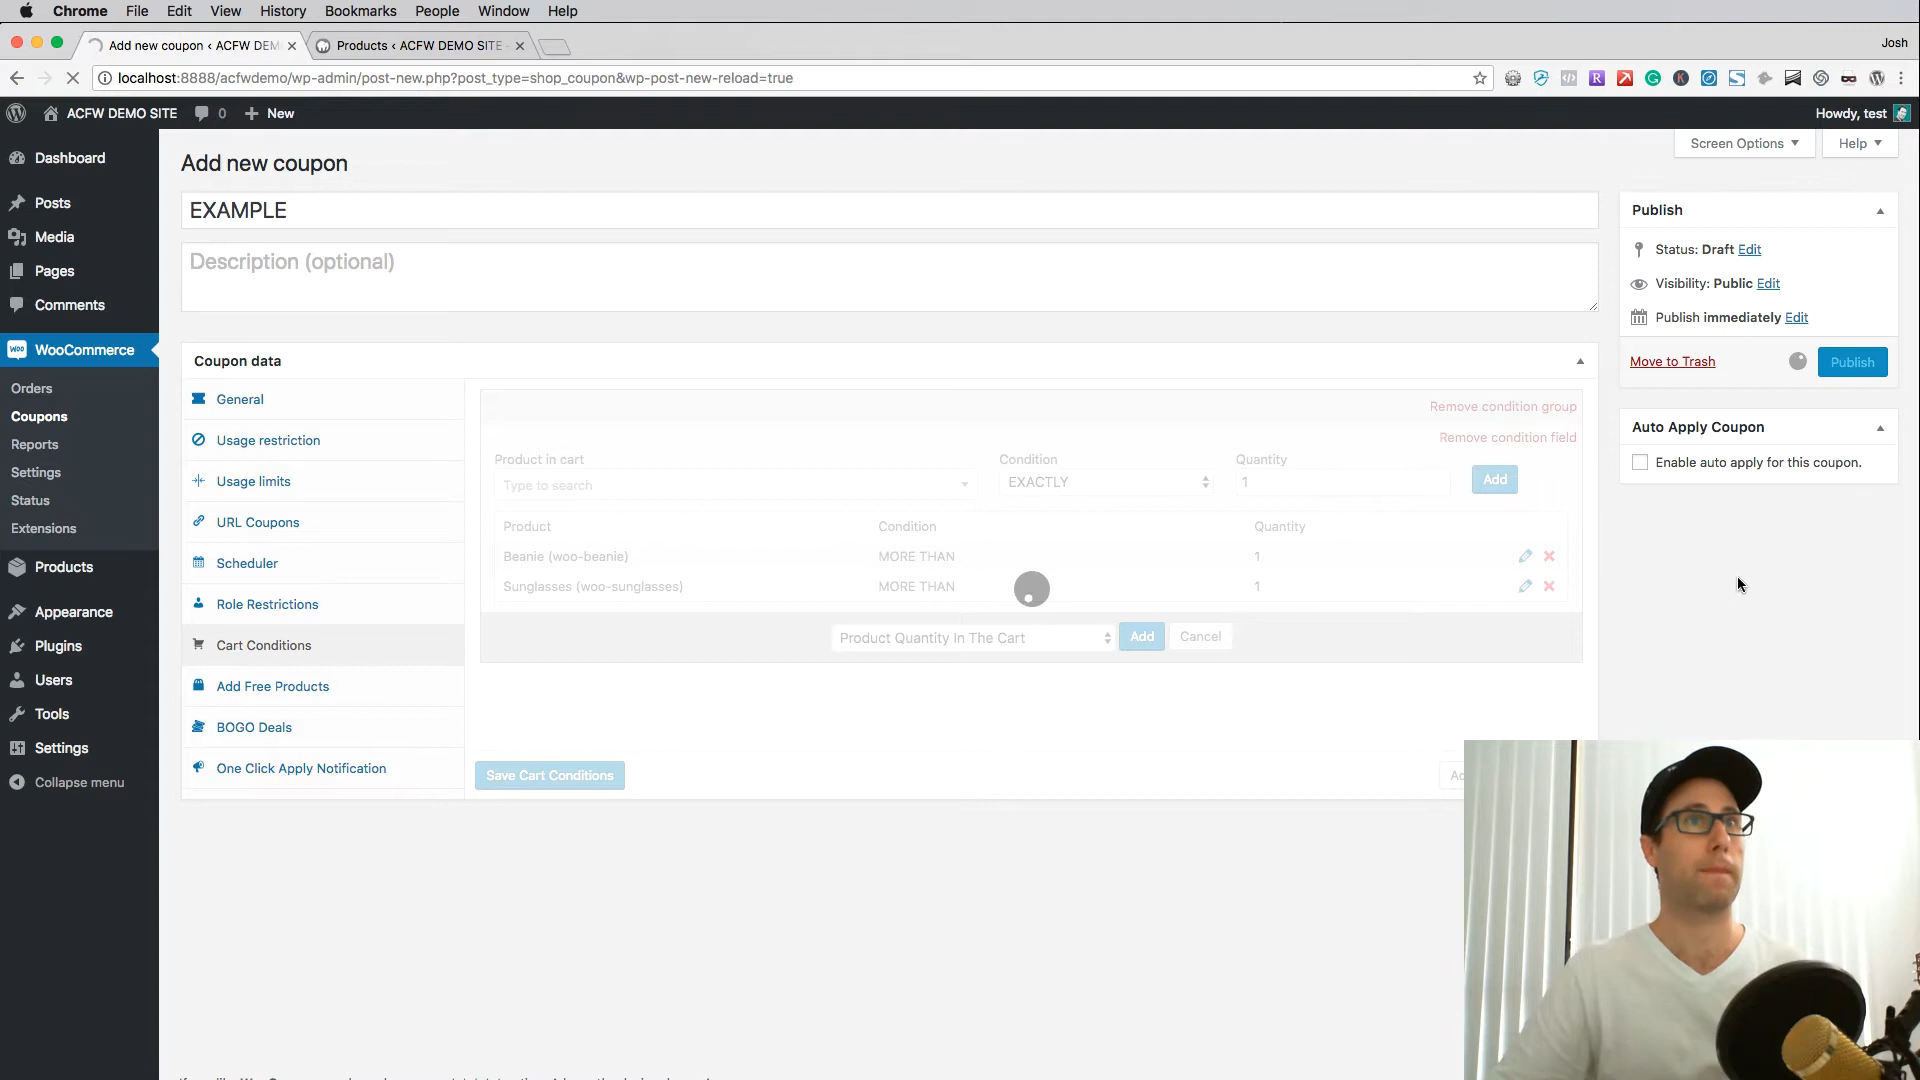 Chrome File Edit View History Bookmarks People Window Help
Add new coupon ‹ ACFW DEM
Products ‹ ACFW DEMO SITE
Josh
localhost:8888/acfwdemo/wp-admin/post-new.php?post_type=shop_coupon&wp-post-new-reload=true
ACFW DEMO SITE 0 New
Howdy, test
Screen Options Help
Dashboard
Posts
Media
Pages
Comments
WooCommerce
Orders
Coupons
Reports
Settings
Status
Extensions
Products
Appearance
Plugins
Users
Tools
Settings
Collapse menu
Add new coupon
EXAMPLE
Description (optional)
Coupon data
General
Usage restriction
Usage limits
URL Coupons
Scheduler
Role Restrictions
Cart Conditions
Add Free Products
BOGO Deals
One Click Apply Notification
Remove condition group
Remove condition field
Product in cart Condition Quantity
Type to search EXACTLY 1 Add
Product Condition Quantity
Beanie (woo-beanie) MORE THAN 1
Sunglasses (woo-sunglasses) MORE THAN 1
Product Quantity In The Cart Add Cancel
Save Cart Conditions
Publish
Status: Draft Edit
Visibility: Public Edit
Publish immediately Edit
Move to Trash Publish
Auto Apply Coupon
Enable auto apply for this coupon.